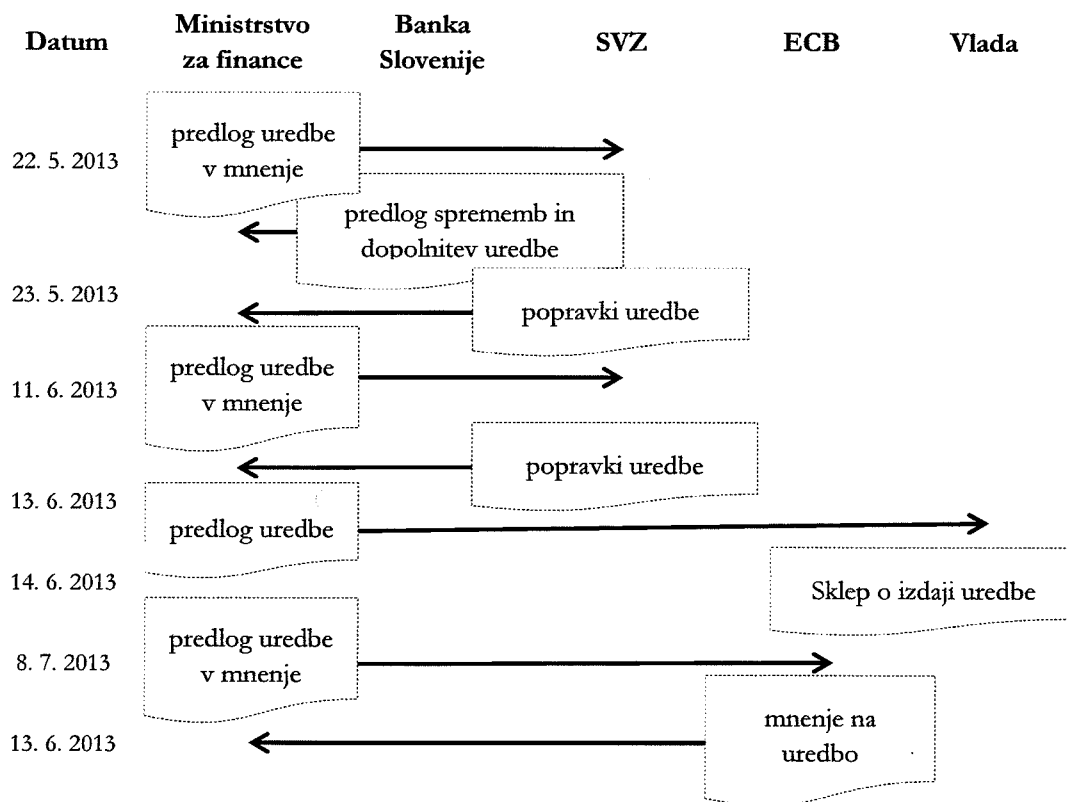 Datum
Ministrstvo
za finance
Banka
Slovenije
SVZ
ECB
Vlada
22. 5. 2013
predlog uredbe
v mnenje
predlog sprememb in
dopolnitev uredbe
23. 5. 2013
popravki uredbe
11. 6. 2013
predlog uredbe
v mnenje
popravki uredbe
13. 6. 2013
predlog uredbe
14. 6. 2013
Sklep o izdaji uredbe
8. 7. 2013
predlog uredbe
v mnenje
13. 6. 2013
mnenje na
uredbo